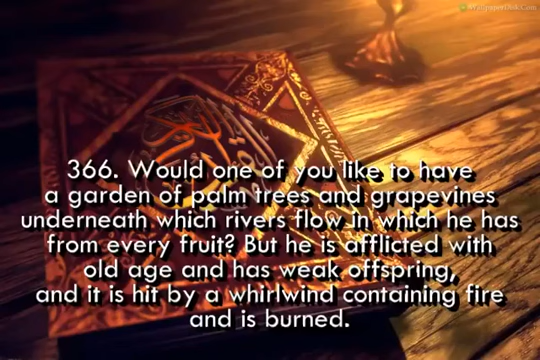 WallpapersDisk.Com
366. Would one of you like to have
a garden of palm trees and grapevines
underneath which rivers flow in which he has
from every fruit? But he is afflicted with
old age and has weak offspring,
and it is hit by a whirlwind containing fire
and is burned.